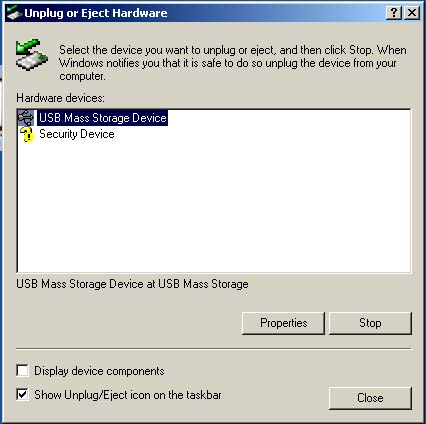 Unplug or Eject Hardware
Select the device you want to unplug or eject, and then click Stop. When
Windows notifies you that it is safe to do so unplug the device from your
computer.
Hardware devices:
USB Mass Storage Device
Security Device
USB Mass Storage Device at USB Mass Storage
Properties
Stop
Display device components
Show Unplug/Eject icon on the taskbar
Close